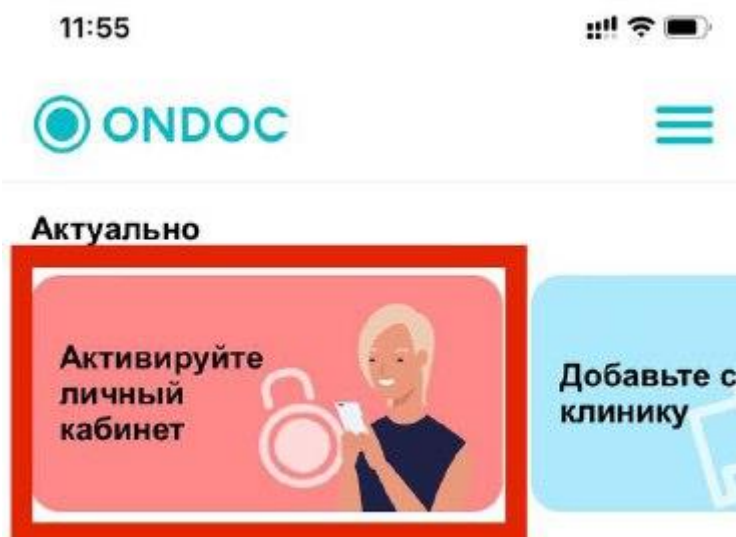 11:55
ONDOC
Актуально
Активируйте
личный
кабинет
Добавьте с
клинику